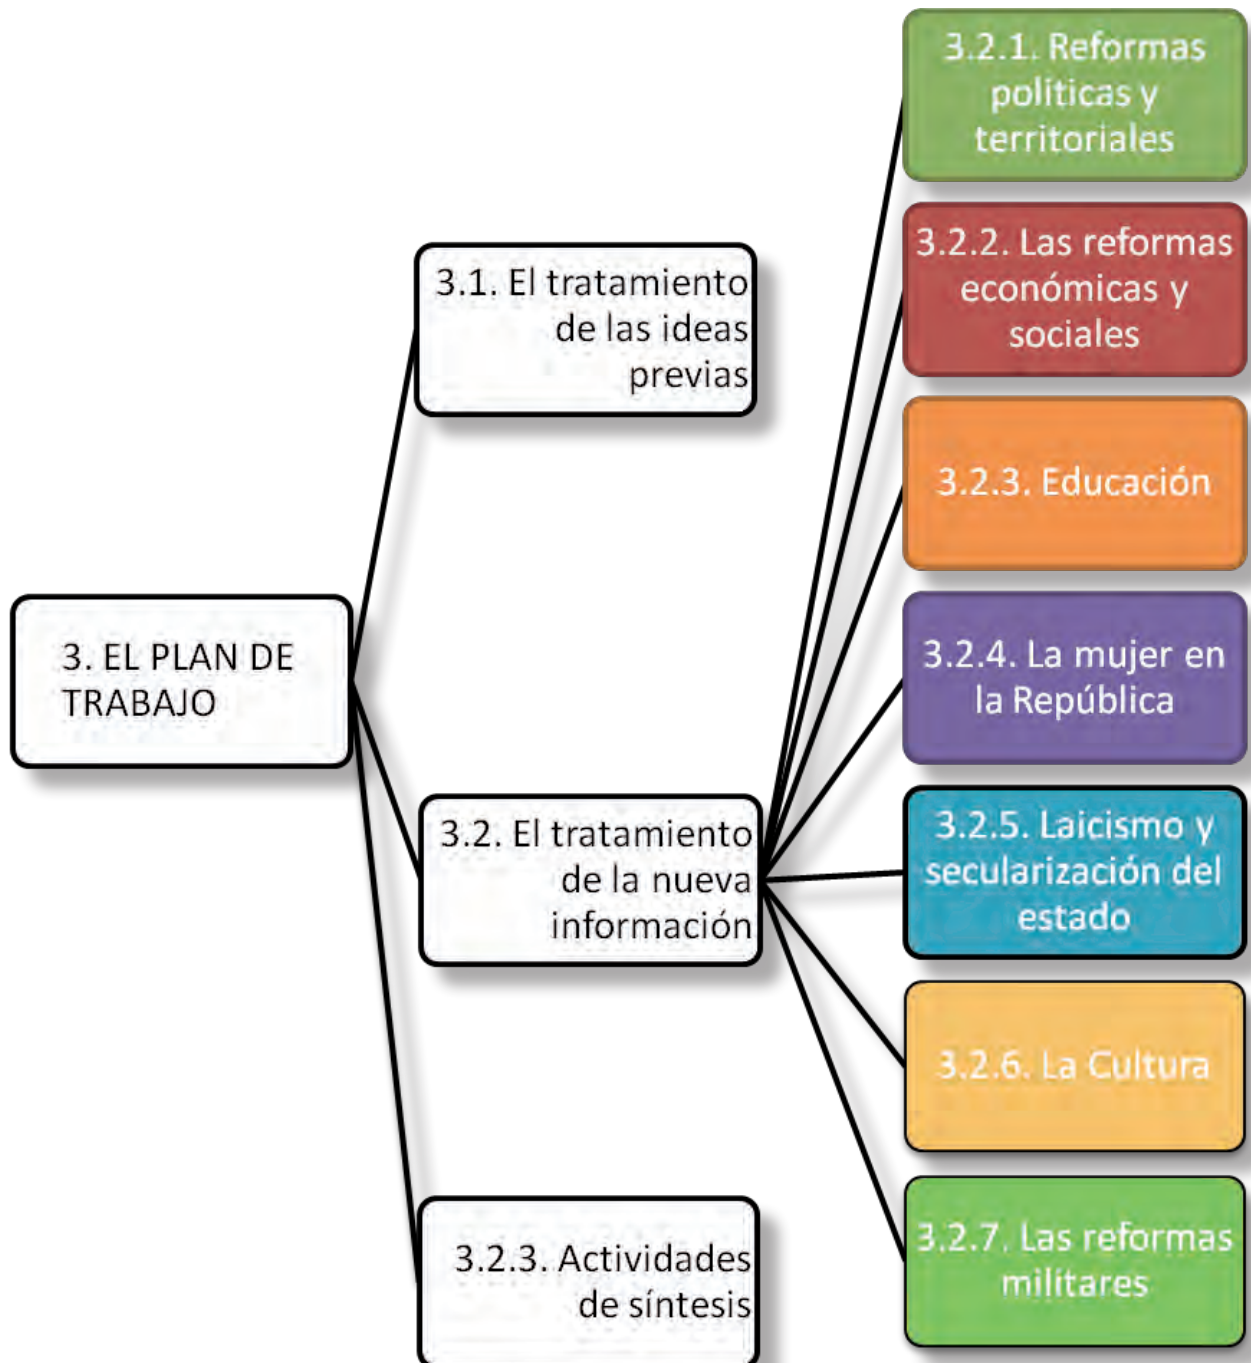 3. EL PLAN DE
TRABAJO
3.1. El tratamiento
de las ideas
previas
3.2. El tratamiento
de la nueva
información
3.2.3. Actividades
de síntesis
3.2.1. Reformas
políticas y
territoriales
3.2.2. Las reformas
económicas y
sociales
3.2.3. Educación
3.2.4. La mujer en
la República
3.2.5. Laicismo y
secularización del
estado
3.2.6. La Cultura
3.2.7. Las reformas
militares